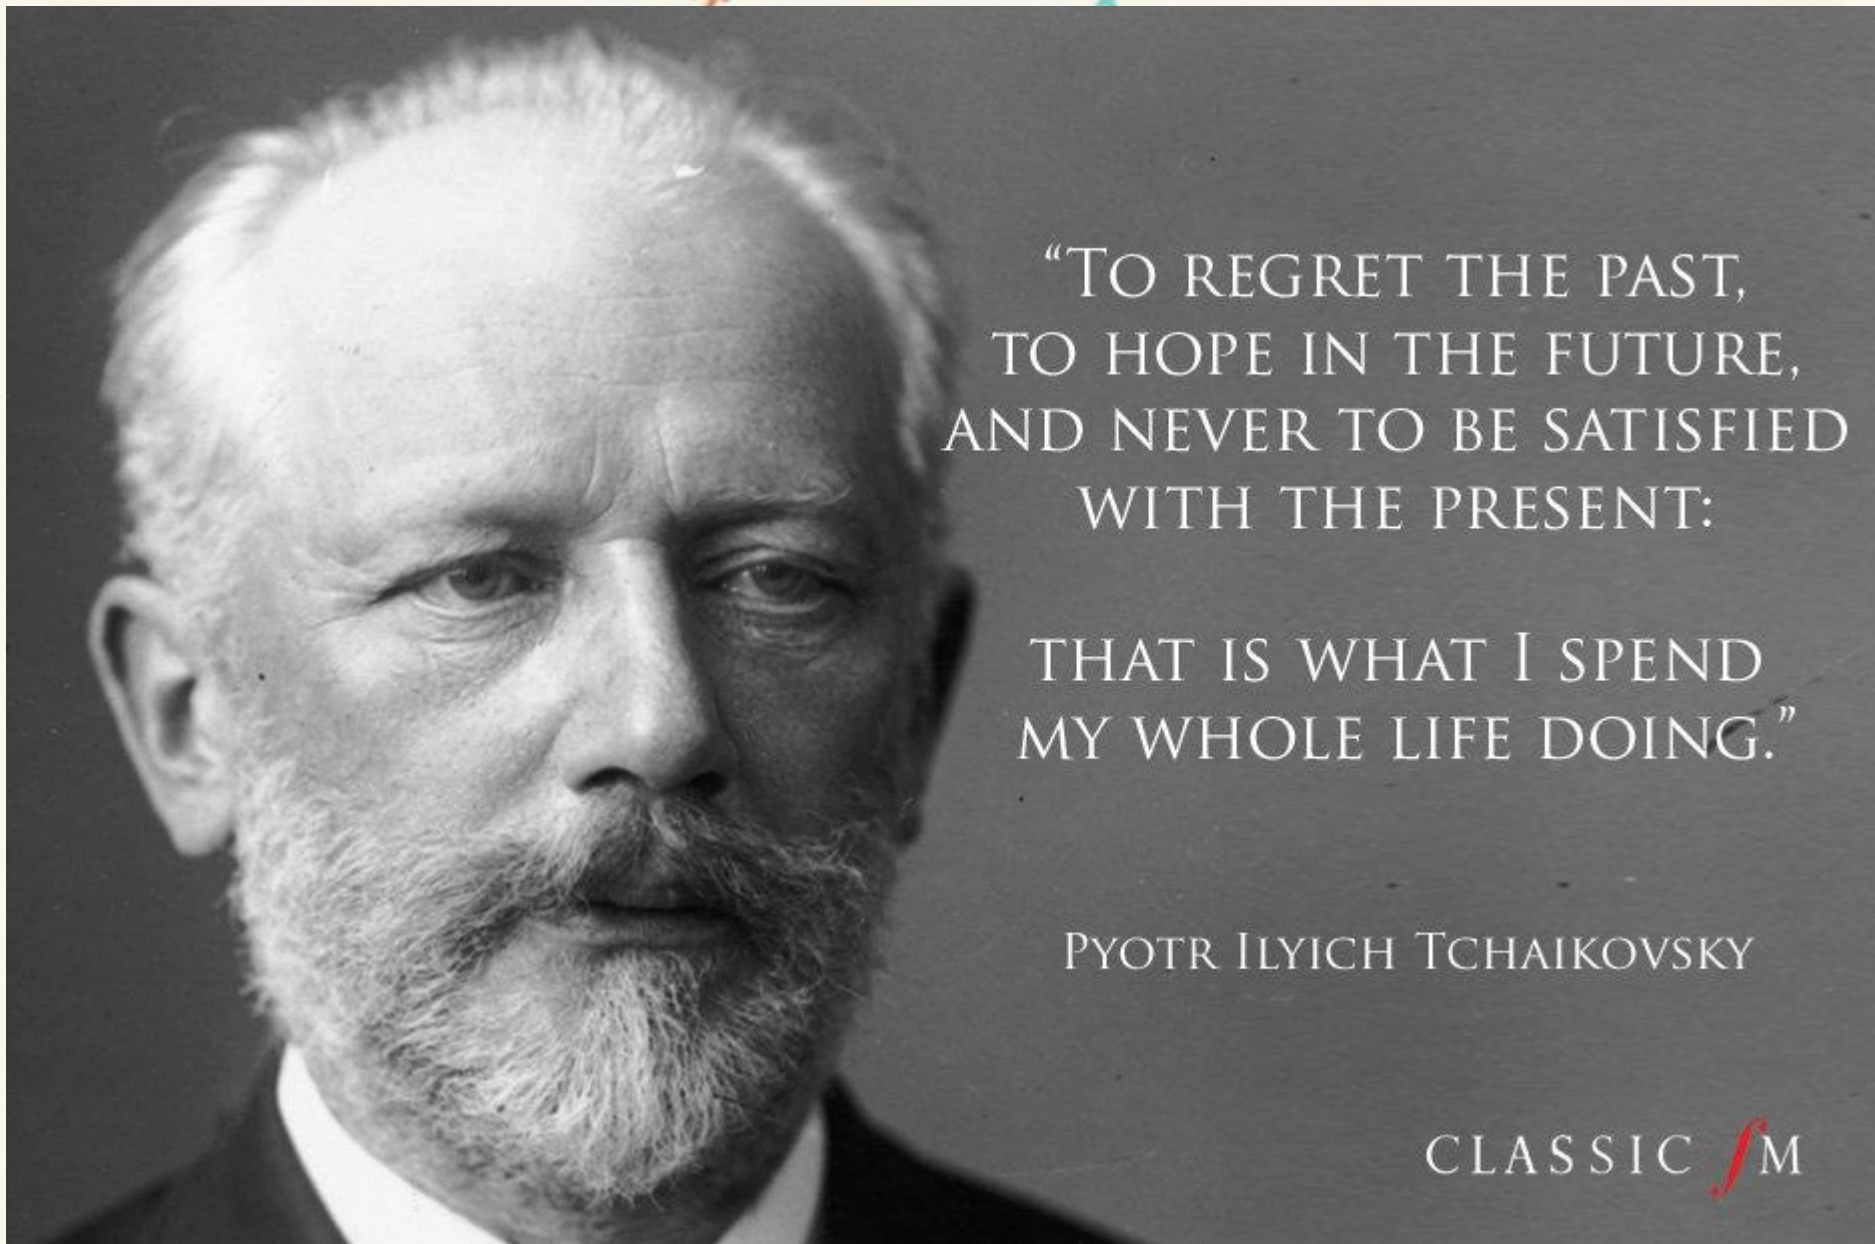 “To regret the past,
to hope in the future,
and never to be satisfied
with the present:
that is what I spend
my whole life doing.”
Pyotr Ilyich Tchaikovsky
CLASSIC fM